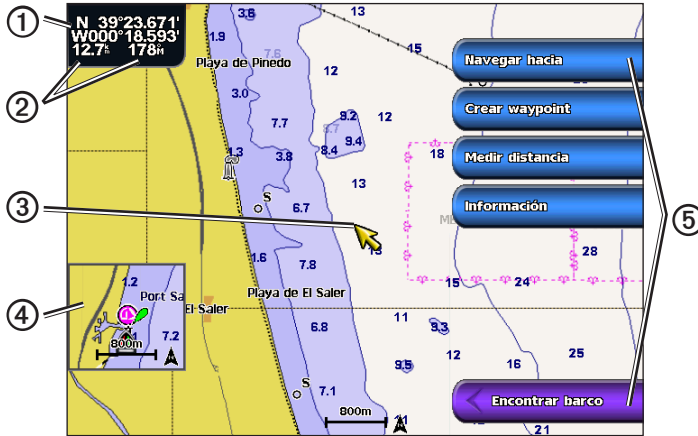 ①
②
③
④
⑤
N 39°23.671'
W000°18.593'
12.7 178°M
3.6
1.9
7.6
Playa de Pinedo
13
15
12
3.0
7.7
9.2
12
8.7
9.4
8.4
1.3
3.8
18
13
S
6.7
13
1.6
7.8
28
15
24
Playa de El Saler
El Saler
11
9.3
6.8
9.5
12
16
25
S
7.1
800m
11
21
1.2
Port Sa
7.2
800m
Navegar hacia
Crear waypoint
Medir distancia
Información
Encontrar barco